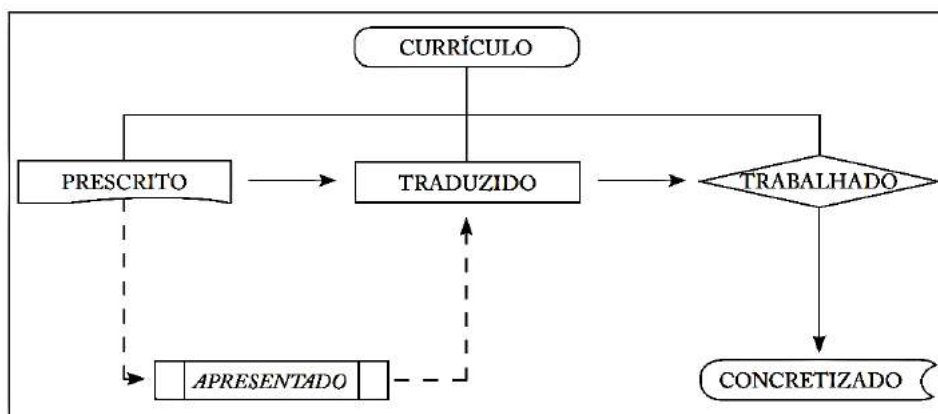 CURRÍCULO
PRESCRITO
TRADUZIDO
TRABALHADO
APRESENTADO
CONCRETIZADO